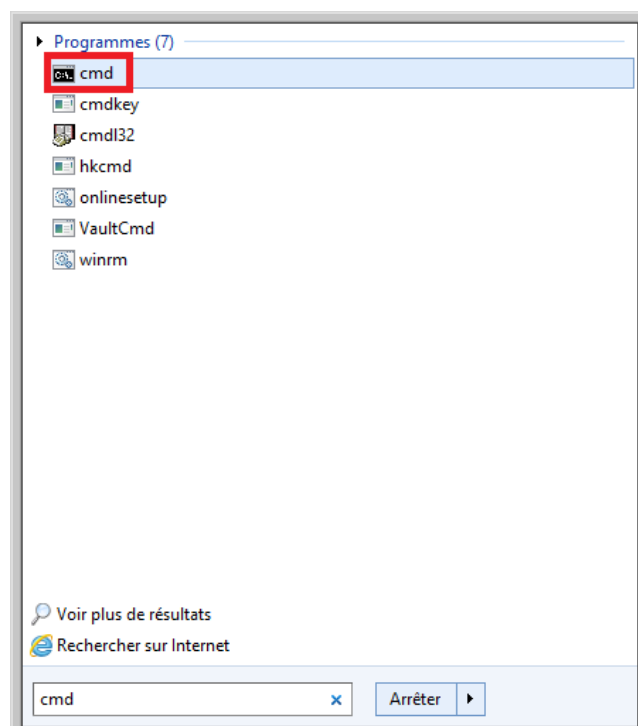 Programmes (7)
cmd
cmdkey
cmdl32
hkcmd
onlinesetup
VaultCmd
winrm
Voir plus de résultats
Rechercher sur Internet
cmd
Arrêter